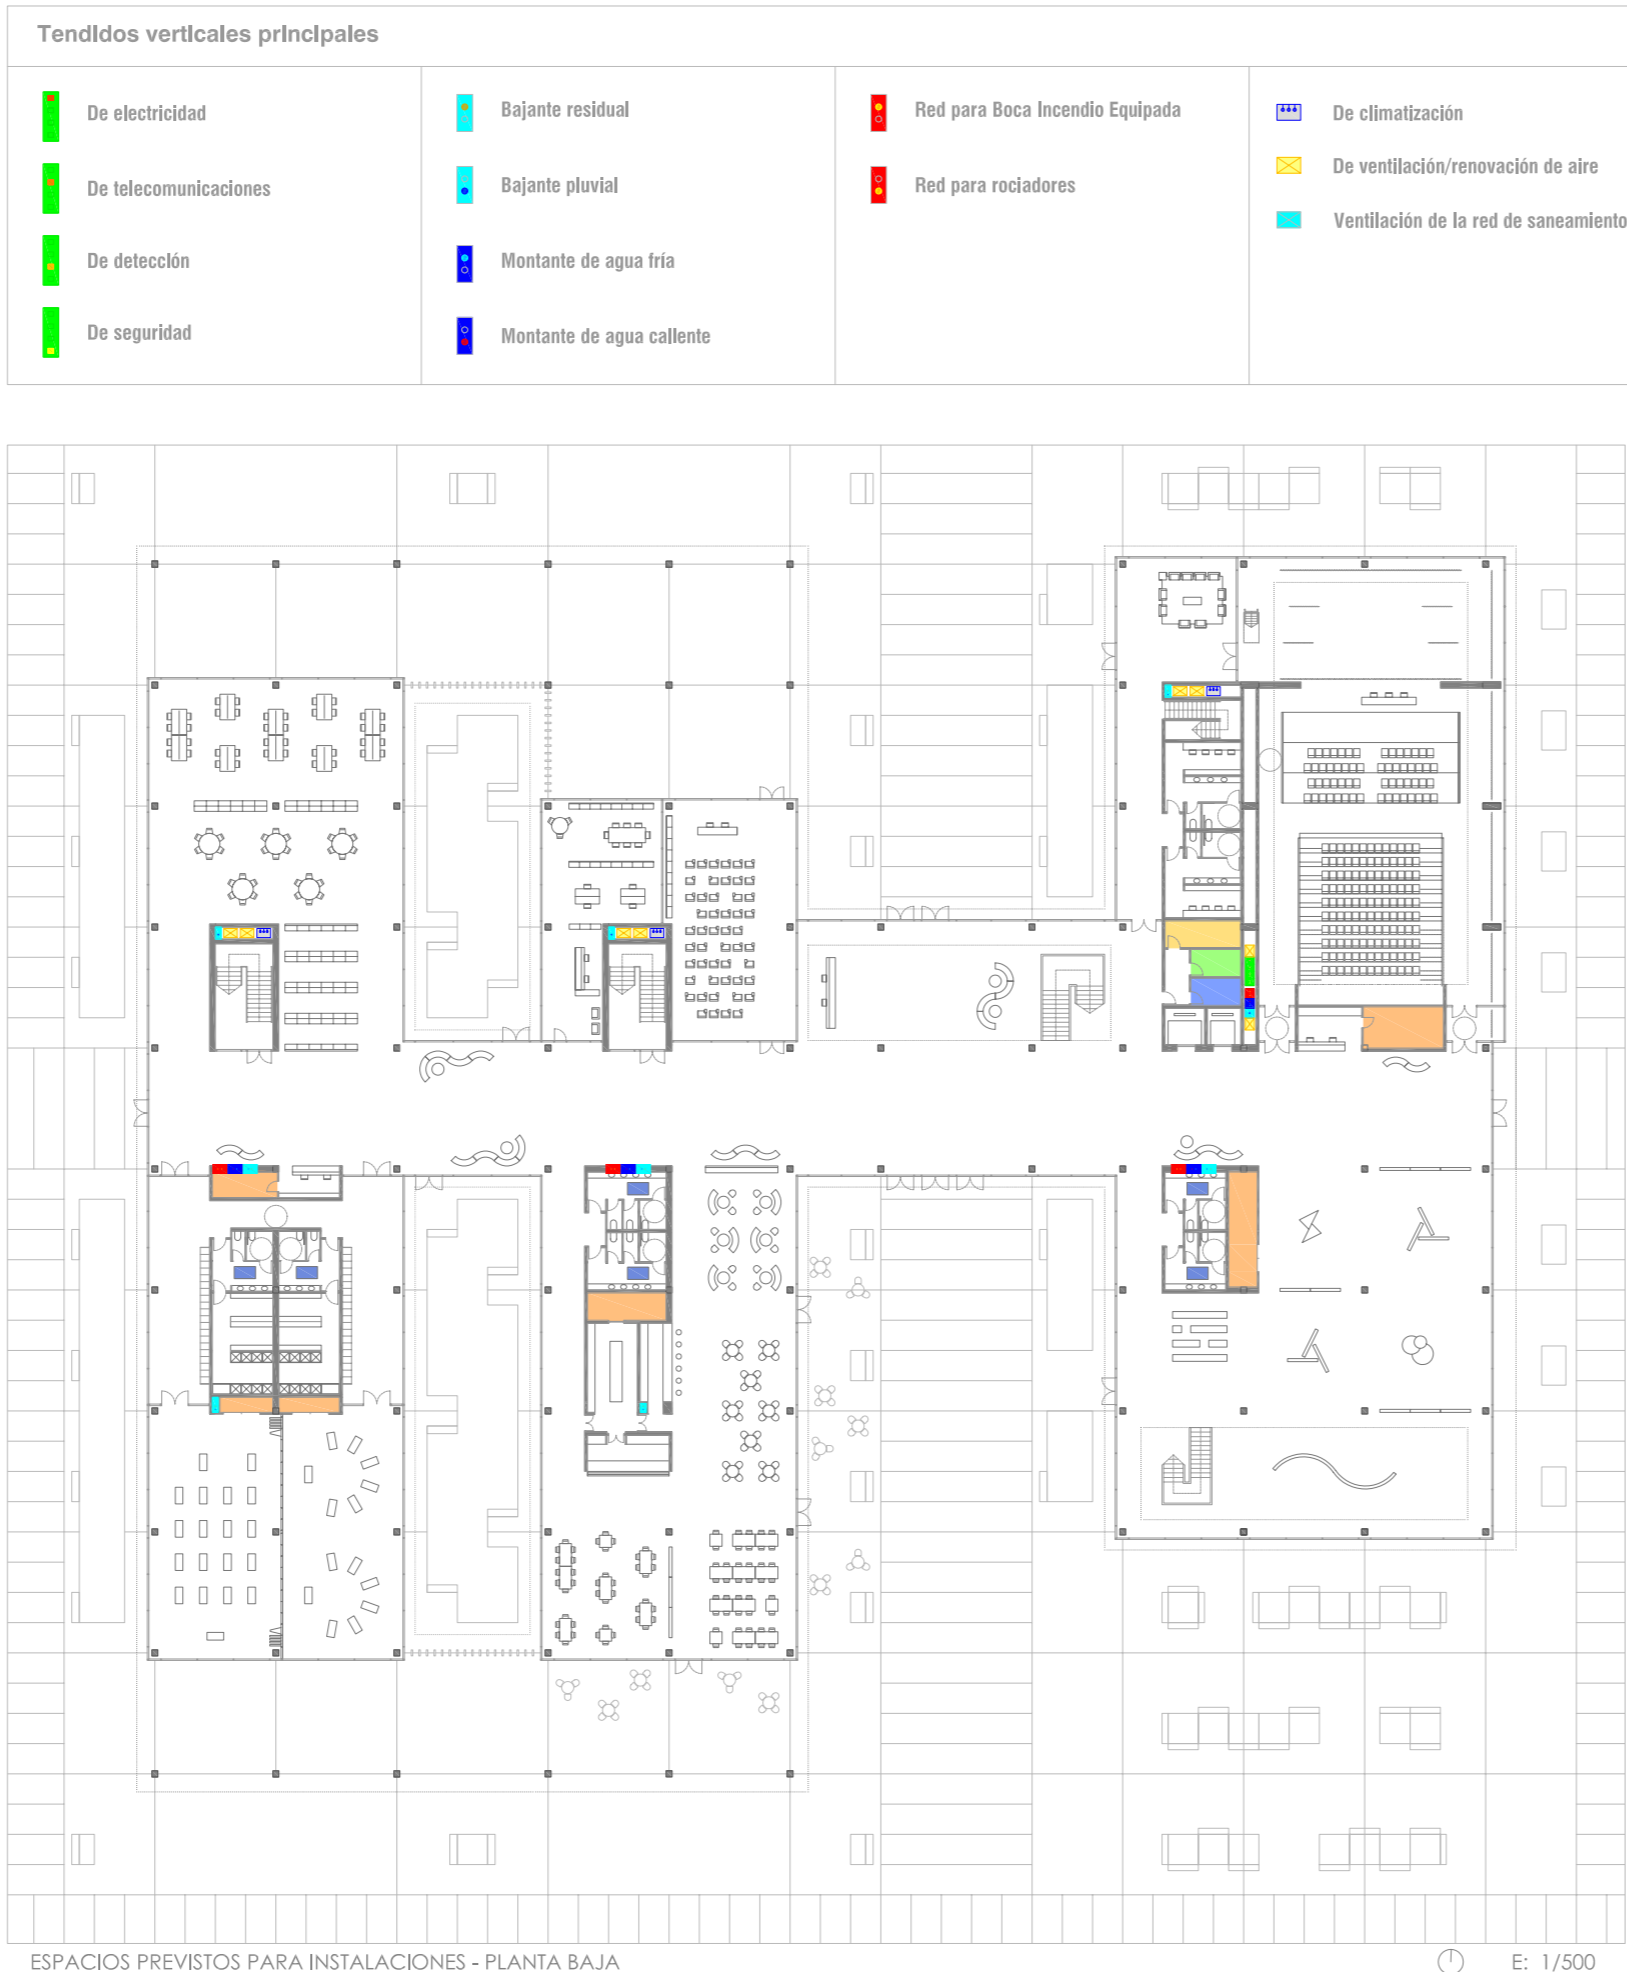 Tendidos verticales principales
De electricidad
De telecomunicaciones
De detección
De seguridad
Bajante residual
Bajante pluvial
Montante de agua fría
Montante de agua caliente
Red para Boca Incendio Equipada
Red para rociadores
De climatización
De ventilación/renovación de aire
Ventilación de la red de saneamiento
ESPACIOS PREVISTOS PARA INSTALACIONES - PLANTA BAJA
E: 1/500